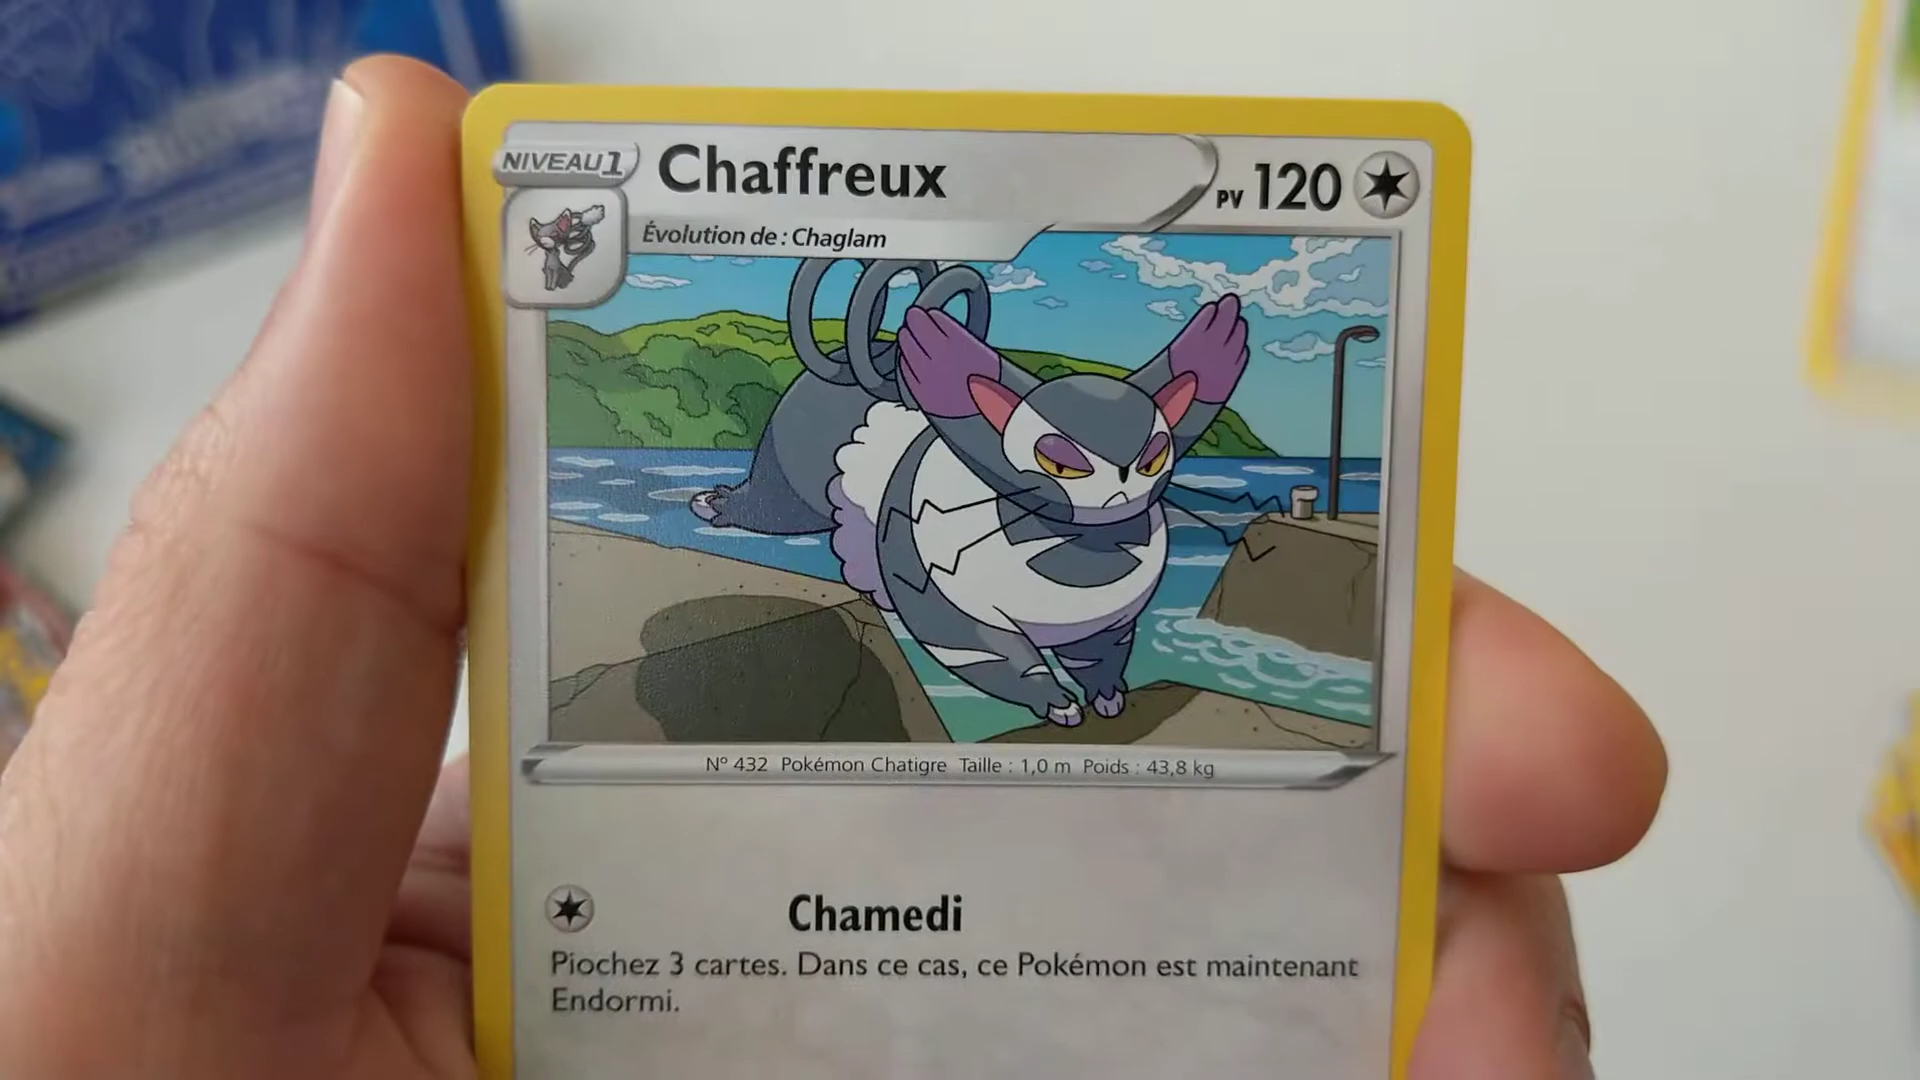 NIVEAU 1
Chaffreux
PV 120
Évolution de : Chaglam
Nº 432 Pokémon Chatigre Taille : 1,0 m Poids : 43,8 kg
Chamedi
Piochez 3 cartes. Dans ce cas, ce Pokémon est maintenant
Endormi.